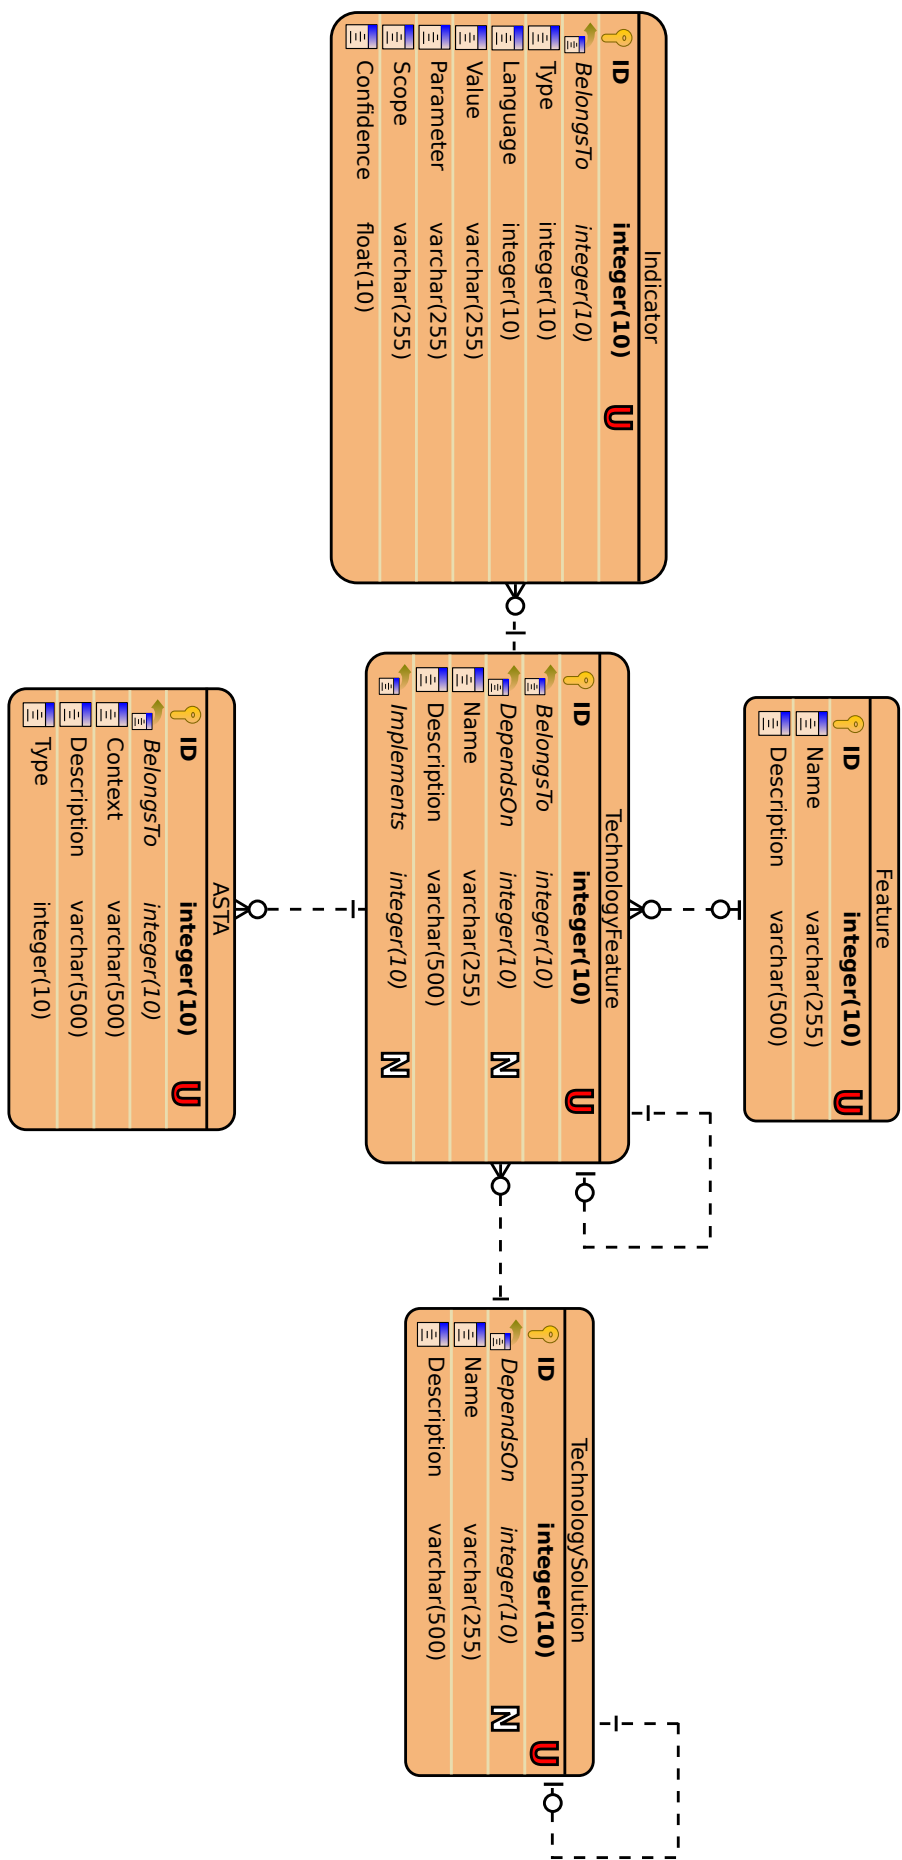 Indicator
ID integer(10) U
BelongsTo integer(10)
Type integer(10)
Language integer(10)
Value varchar(255)
Parameter varchar(255)
Scope varchar(255)
Confidence float(10)
Feature
ID integer(10) U
Name varchar(255)
Description varchar(500)
TechnologyFeature
ID integer(10) U
BelongsTo integer(10)
DependsOn integer(10) N
Name varchar(255)
Description varchar(500)
Implements integer(10) N
ASTA
ID integer(10) U
BelongsTo integer(10)
Context varchar(500)
Description varchar(500)
Type integer(10)
TechnologySolution
ID integer(10) U
DependsOn integer(10) N
Name varchar(255)
Description varchar(500)